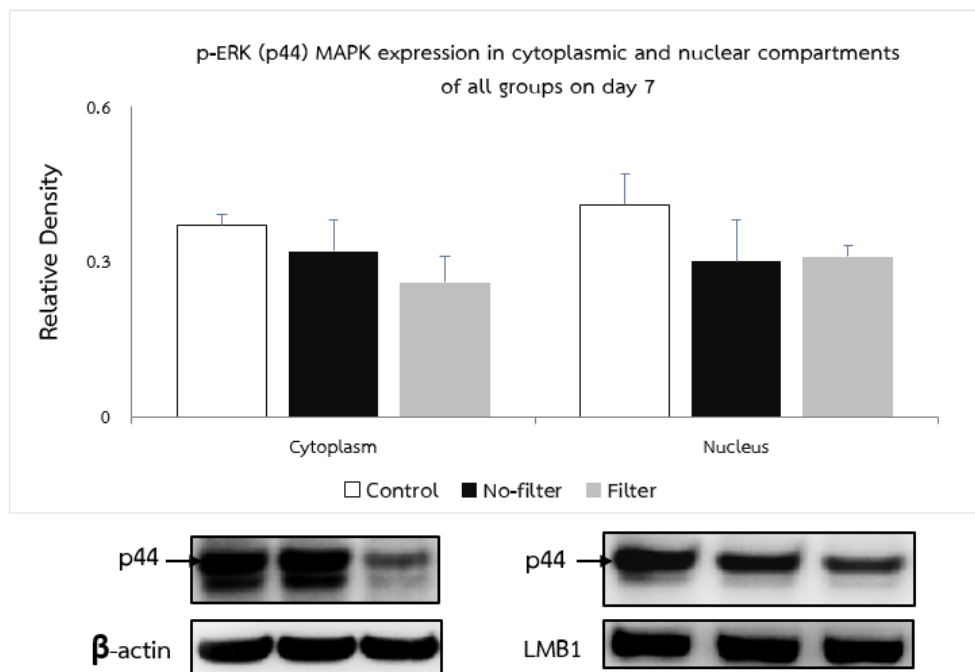 p-ERK (p44) MAPK expression in cytoplasmic and nuclear compartments
of all groups on day 7
0.6
0.3
0
Relative Density
Cytoplasm
Nucleus
Control
No-filter
Filter
p44
p44
β-actin
LMB1